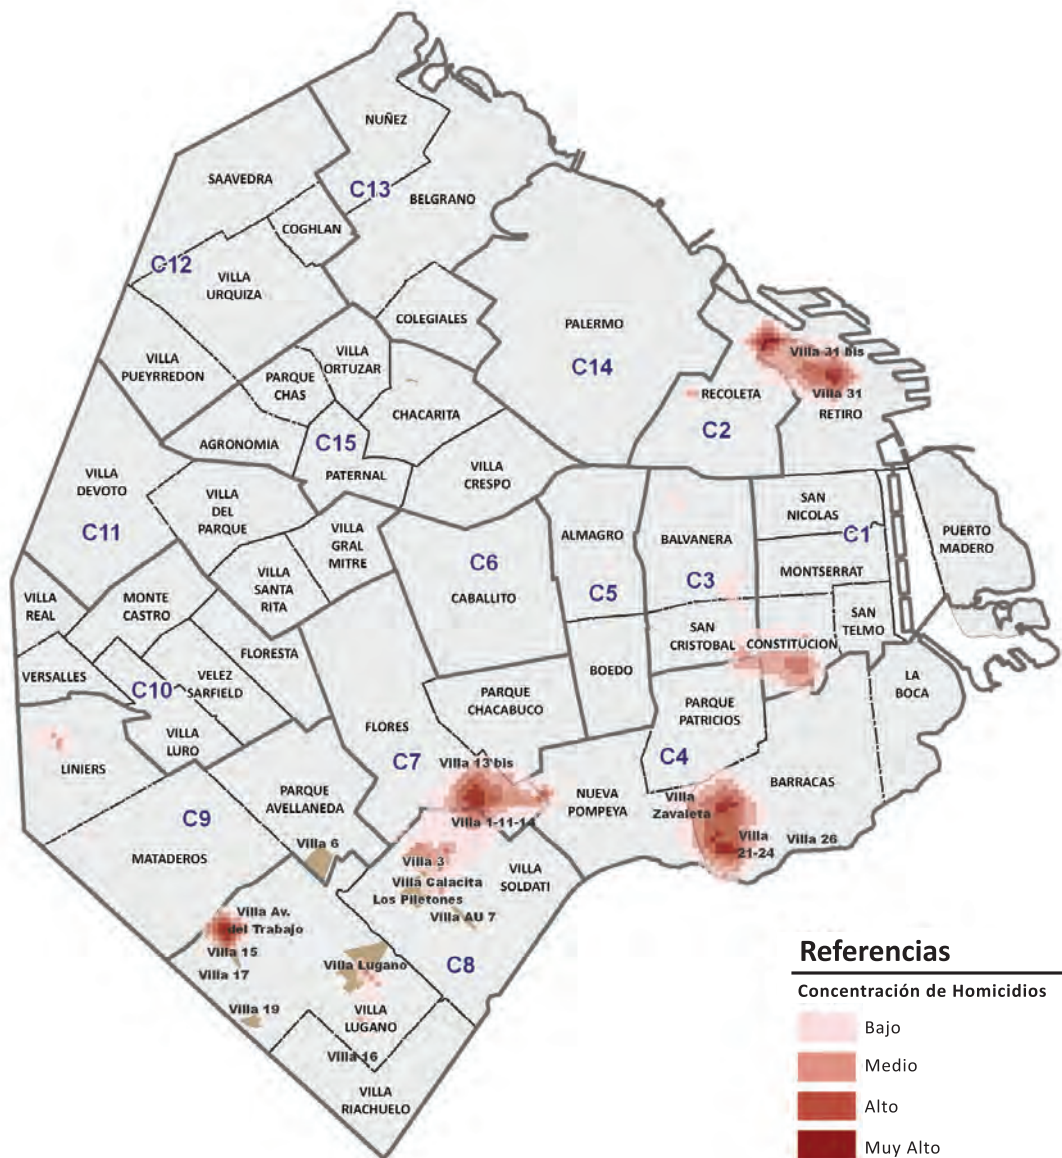 NUÑEZ
SAAVEDRA
C13
BELGRANO
COGHLAN
C12
VILLA
URQUIZA
COLEGIALES
PALERMO
C14
VILLA
ORTUZAR
VILLA
PUEYRREDON
PARQUE
CHAS
CHACARITA
Villa 31 bis
Villa 31
RECOLETA
RETIRO
C2
AGRONOMIA
C15
PATERNAL
VILLA
CRESPO
VILLA
DEVOTO
C11
VILLA
DEL
PARQUE
VILLA
GRAL
MITRE
ALMAGRO
BALVANERA
SAN
NICOLAS
C1
PUERTO
MADERO
C6
CABALLITO
C5
C3
MONTSERRAT
VILLA
SANTA
RITA
VILLA
REAL
MONTE
CASTRO
SAN
TELMO
SAN
CRISTOBAL
CONSTITUCION
FLORESTA
VERSALLES
C10
VELEZ
SARFIELD
BOEDO
LA
BOCA
PARQUE
CHACABUCO
PARQUE
PATRICIOS
FLORES
VILLA
LURO
C7
C4
LINIERS
Villa 13 bis
BARRACAS
PARQUE
AVELLANEDA
NUEVA
POMPEYA
Villa
Zavaleta
C9
Villa 1-11-14
Villa
21-24
Villa 26
MATADEROS
Villa 6
Villa 3
VILLA
SOLDATI
Villa Calacita
Los Piletones
Villa AU 7
Villa Av.
del Trabajo
Villa 15
Villa 17
Villa Lugano
C8
Villa 19
VILLA
LUGANO
Villa 16
VILLA
RIACHUELO
Referencias
Concentración de Homicidios
Bajo
Medio
Alto
Muy Alto